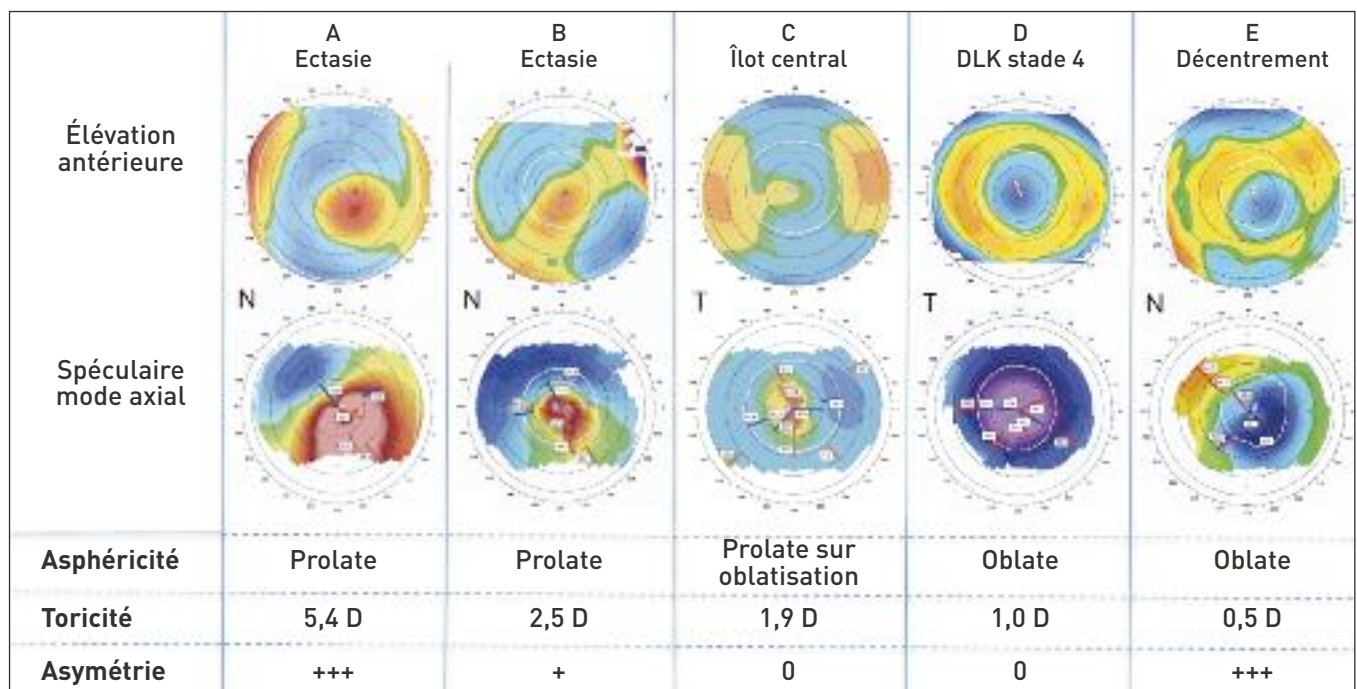 A
Ectasie
B
Ectasie
C
Îlot central
D
DLK stade 4
E
Décentrement
Élévation
antérieure
N
N
T
T
N
Spéculaire
mode axial
Asphéricité
Prolate
Prolate
Prolate sur
oblatisation
Oblate
Oblate
Toricité
5,4 D
2,5 D
1,9 D
1,0 D
0,5 D
Asymétrie
+++
+
0
0
+++